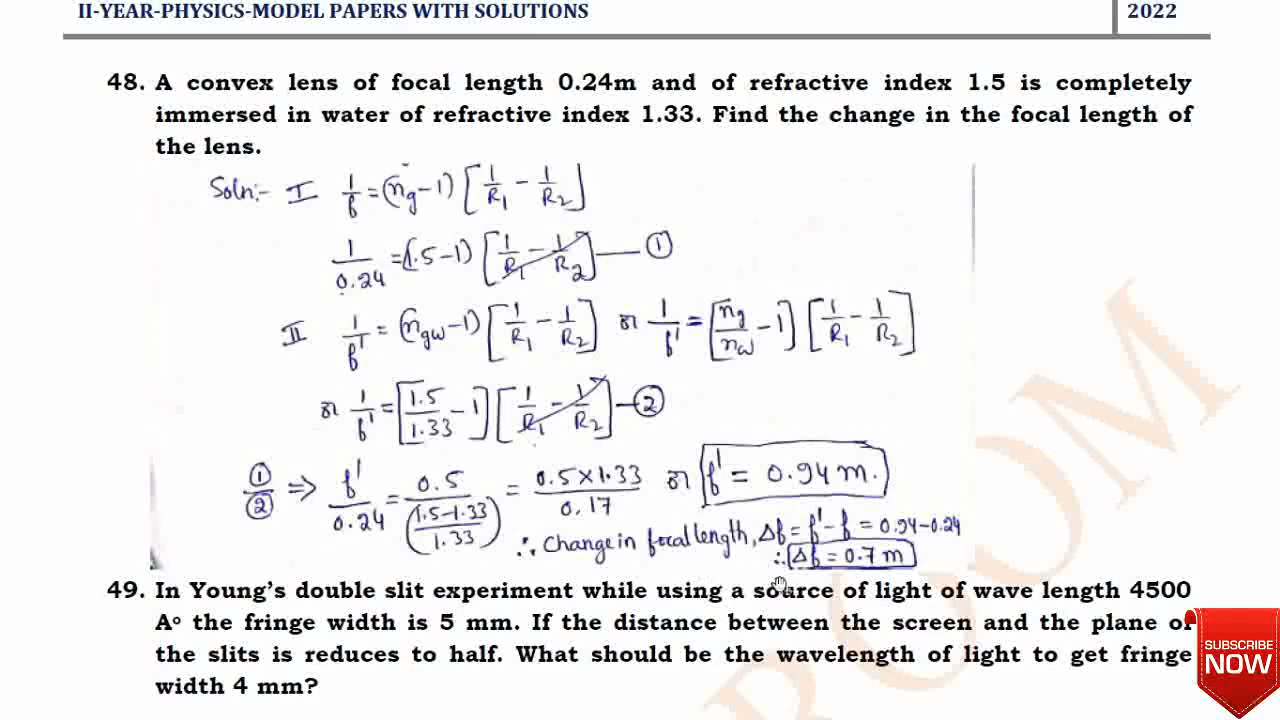 II-YEAR-PHYSICS-MODEL PAPERS WITH SOLUTIONS 2022
48. A convex lens of focal length 0.24m and of refractive index 1.5 is completely
immersed in water of refractive index 1.33. Find the change in the focal length of
the lens.
Soln:- I 1/f = (ng-1) [1/R1 - 1/R2]
1/0.24 = (1.5-1) [1/R1 - 1/R2] — ①
II 1/f' = (ngw-1) [1/R1 - 1/R2] or 1/f' = [ng/nw - 1] [1/R1 - 1/R2]
or 1/f' = [1.5/1.33 - 1] [1/R1 - 1/R2] — ②
①/② ⇒ f'/0.24 = 0.5/((1.5-1.33)/1.33) = 0.5×1.33/0.17 or f' = 0.94 m.
∴ Change in focal length, Δf = f' - f = 0.94-0.24
∴ Δf = 0.7 m
49. In Young's double slit experiment while using a source of light of wave length 4500
Aº the fringe width is 5 mm. If the distance between the screen and the plane of
the slits is reduces to half. What should be the wavelength of light to get fringe
width 4 mm?
SUBSCRIBE
NOW
OOM